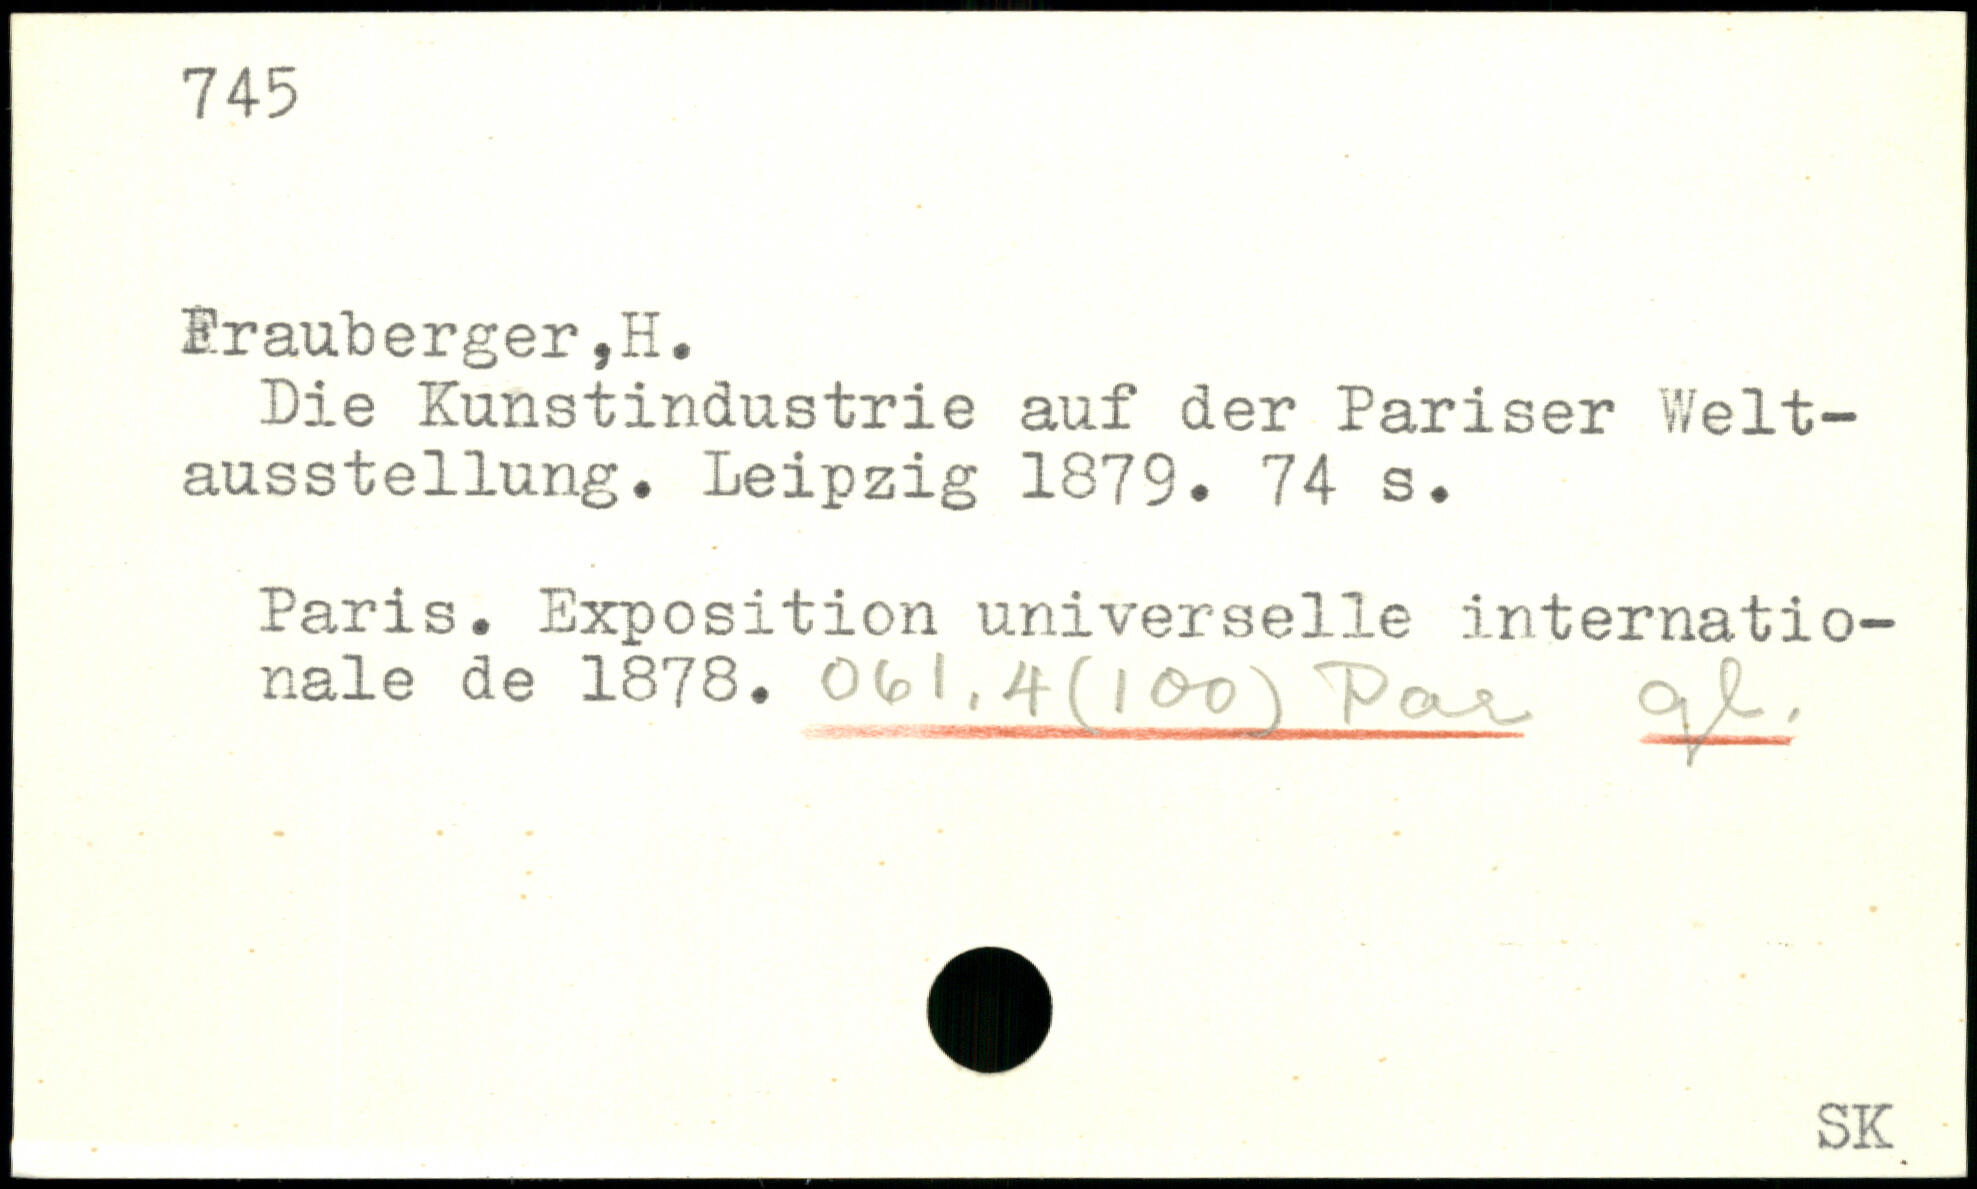 745
Frauberger,H.
Die Kunstindustrie auf der Pariser Welt-
ausstellung. Leipzig 1879. 74 s.
Paris. Exposition universelle internatio-
nale de 1878. 061.4(100) Par gl.
SK